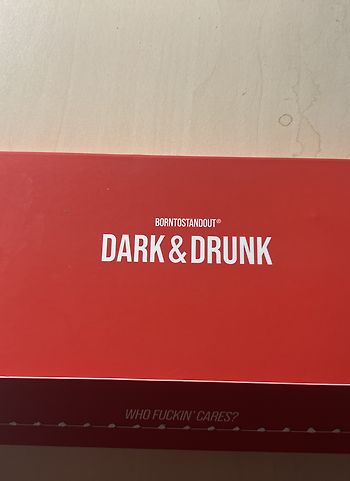 BORNTOSTANDOUT®
DARK & DRUNK
WHO FUCKIN' CARES?